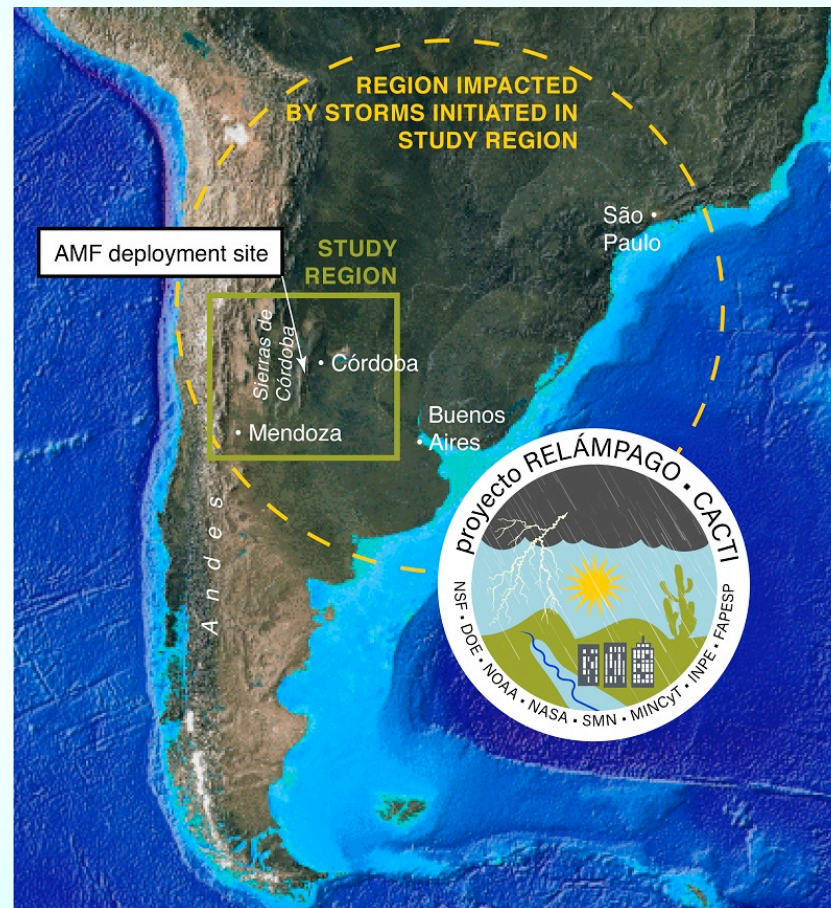 REGION IMPACTED
BY STORMS INITIATED IN
STUDY REGION
São
Paulo
AMF deployment site
STUDY
REGION
Sierras de
Córdoba
Córdoba
Mendoza
Buenos
Aires
Andes
proyecto RELÁMPAGO • CACTI
NSF • DOE • NOAA • NASA • SMN • MINCyT • INPE • FAPESP